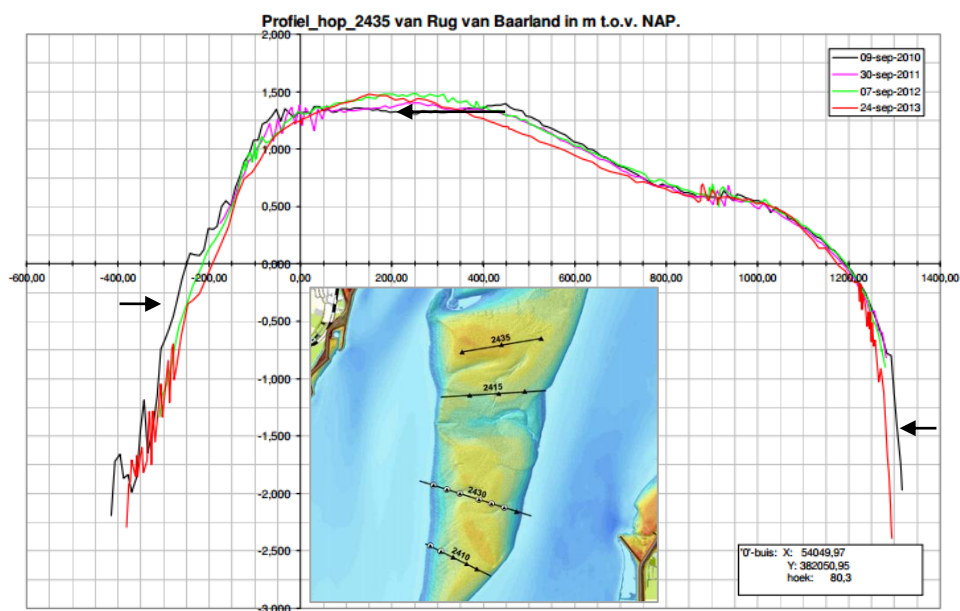 Profiel_hop_2435 van Rug van Baarland in m t.o.v. NAP.
2,000
09-sep-2010
30-sep-2011
07-sep-2012
24-sep-2013
1,500
1,000
0,500
0,000
-600,00 -400,00 -200,00 0,00 200,00 400,00 600,00 800,00 1000,00 1200,00 1400,00
-0,500
2435
-1,000
2415
-1,500
-2,000
2430
-2,500
2410
'0'-buis: X: 54049,97
Y: 382050,95
hoek: 80,3
-3,000